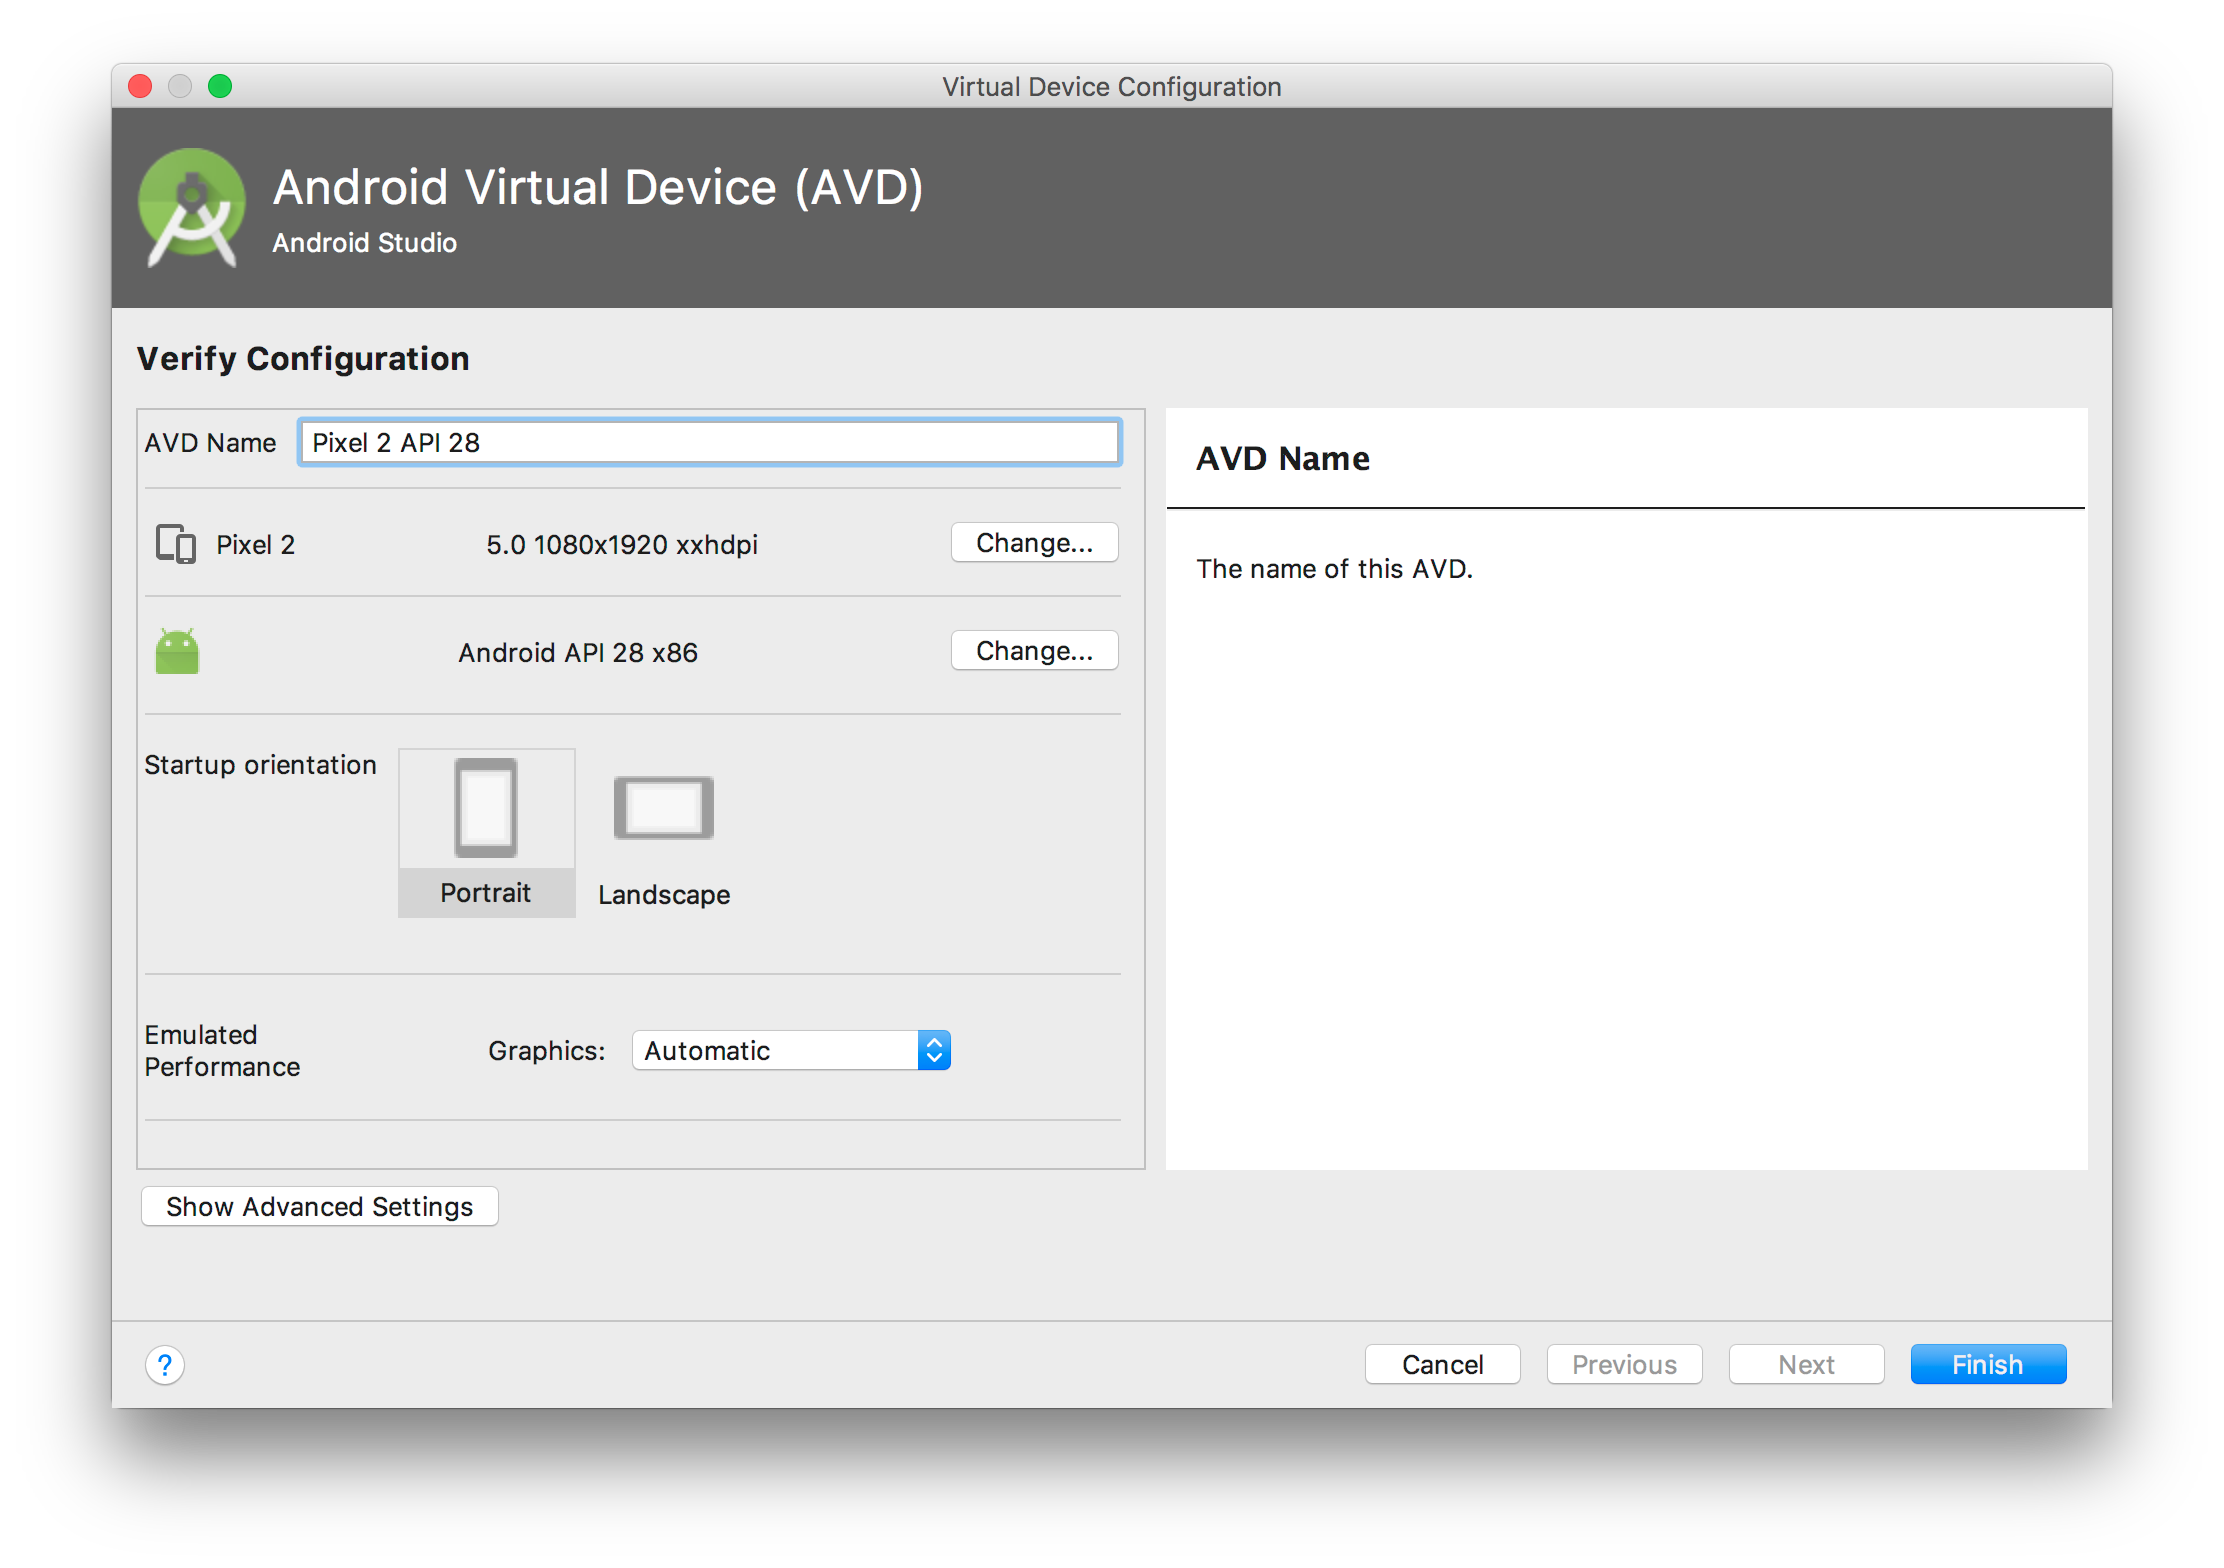 Virtual Device Configuration
Android Virtual Device (AVD)
Android Studio
Verify Configuration
AVD Name
Pixel 2 API 28
Pixel 2
5.0 1080x1920 xxhdpi
Change...
Android API 28 x86
Change...
Startup orientation
Portrait
Landscape
Emulated
Performance
Graphics:
Automatic
Show Advanced Settings
AVD Name
The name of this AVD.
?
Cancel
Previous
Next
Finish